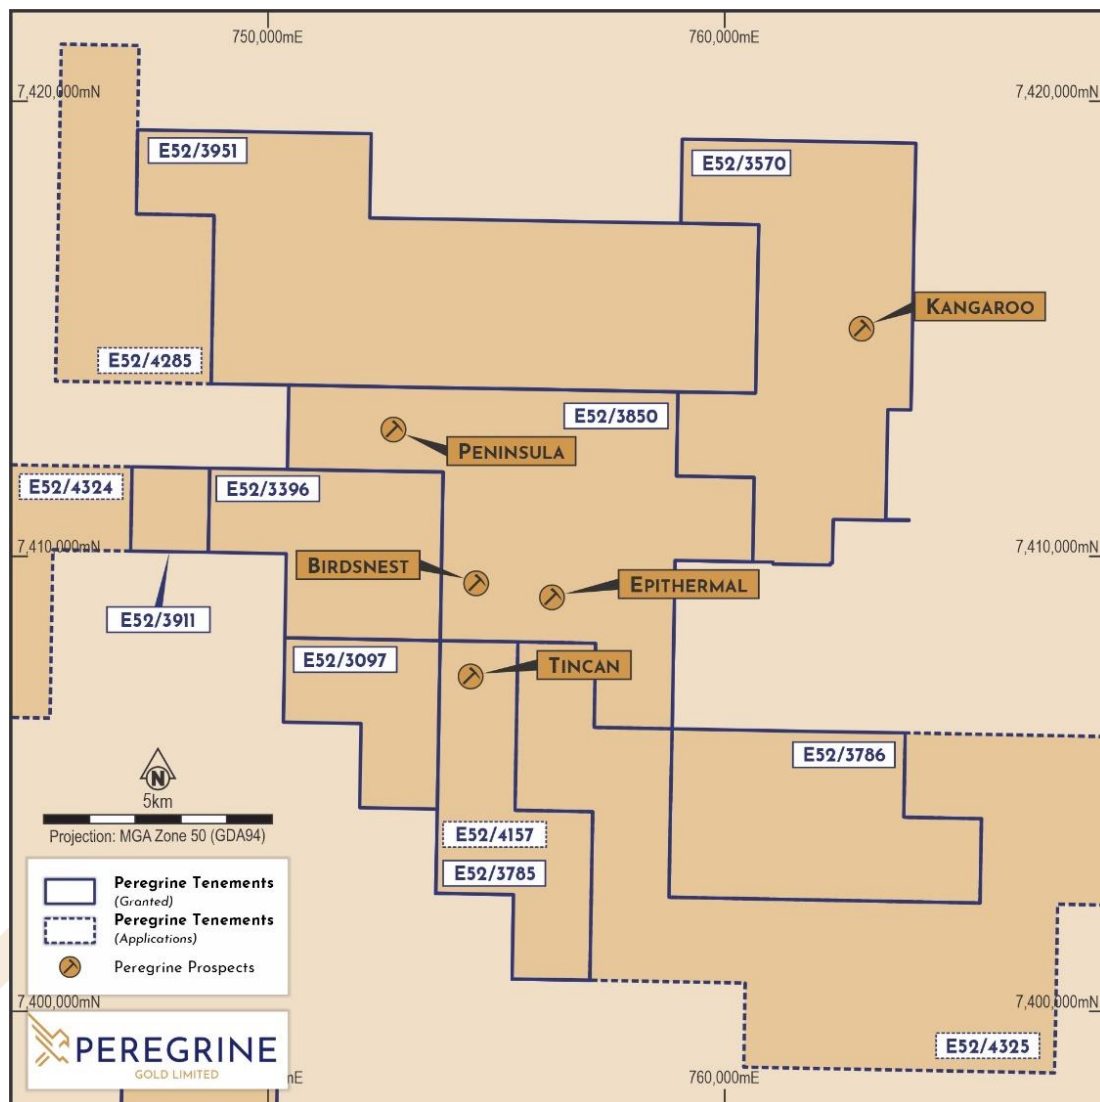 750,000mE
760,000mE
7,420,000mN
7,420,000mN
E52/3951
E52/3570
KANGAROO
E52/4285
E52/3850
PENINSULA
E52/4324
E52/3396
7,410,000mN
7,410,000mN
BIRDSNEST
EPITHERMAL
E52/3911
E52/3097
TINCAN
E52/3786
N
5km
Projection: MGA Zone 50 (GDA94)
E52/4157
E52/3785
Peregrine Tenements
(Granted)
Peregrine Tenements
(Applications)
Peregrine Prospects
7,400,000mN
7,400,000mN
PEREGRINE
GOLD LIMITED
E52/4325
mE
760,000mE